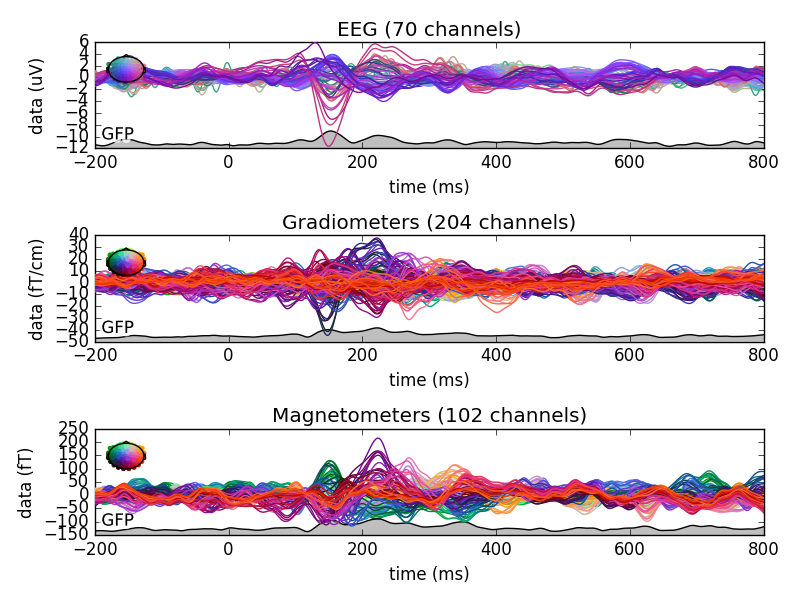 EEG (70 channels)
6
4
2
0
−2
−4
−6
−8
−10
−12
data (uV)
GFP
−200 0 200 400 600 800
time (ms)
Gradiometers (204 channels)
40
30
20
10
0
−10
−20
−30
−40
−50
data (fT/cm)
GFP
−200 0 200 400 600 800
time (ms)
Magnetometers (102 channels)
250
200
150
100
50
0
−50
−100
−150
data (fT)
GFP
−200 0 200 400 600 800
time (ms)